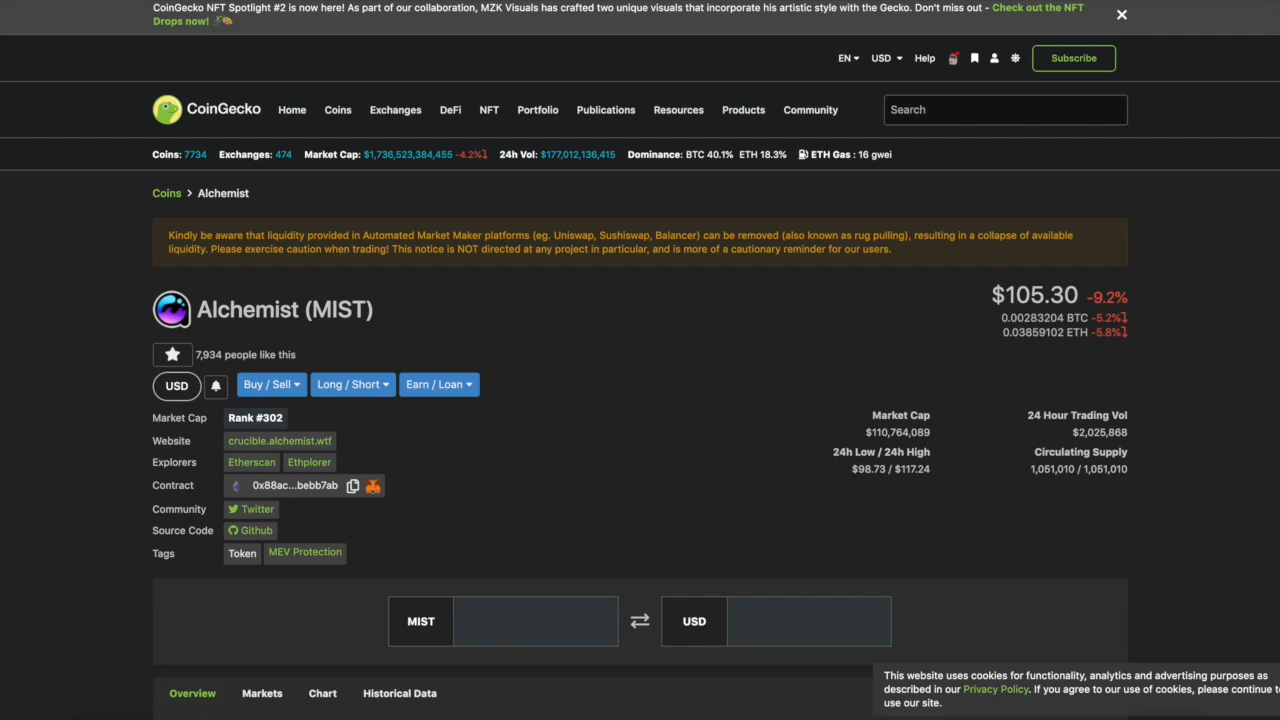 CoinGecko NFT Spotlight #2 is now here! As part of our collaboration, MZK Visuals has crafted two unique visuals that incorporate his artistic style with the Gecko. Don't miss out - Check out the NFT
Drops now!
EN USD Help Subscribe
CoinGecko Home Coins Exchanges DeFi NFT Portfolio Publications Resources Products Community Search
Coins: 7734 Exchanges: 474 Market Cap: $1,736,523,384,455 -4.2% 24h Vol: $177,012,136,415 Dominance: BTC 40.1% ETH 18.3% ETH Gas : 16 gwei
Coins > Alchemist
Kindly be aware that liquidity provided in Automated Market Maker platforms (eg. Uniswap, Sushiswap, Balancer) can be removed (also known as rug pulling), resulting in a collapse of available
liquidity. Please exercise caution when trading! This notice is NOT directed at any project in particular, and is more of a cautionary reminder for our users.
Alchemist (MIST)
$105.30 -9.2%
0.00283204 BTC -5.2%
0.03859102 ETH -5.8%
7,934 people like this
USD Buy / Sell Long / Short Earn / Loan
Market Cap Rank #302
Website crucible.alchemist.wtf
Explorers Etherscan Ethplorer
Contract 0x88ac...bebb7ab
Community Twitter
Source Code Github
Tags Token MEV Protection
Market Cap 24 Hour Trading Vol
$110,764,089 $2,025,868
24h Low / 24h High Circulating Supply
$98.73 / $117.24 1,051,010 / 1,051,010
MIST USD
Overview Markets Chart Historical Data
This website uses cookies for functionality, analytics and advertising purposes as
described in our Privacy Policy. If you agree to our use of cookies, please continue to
use our site.